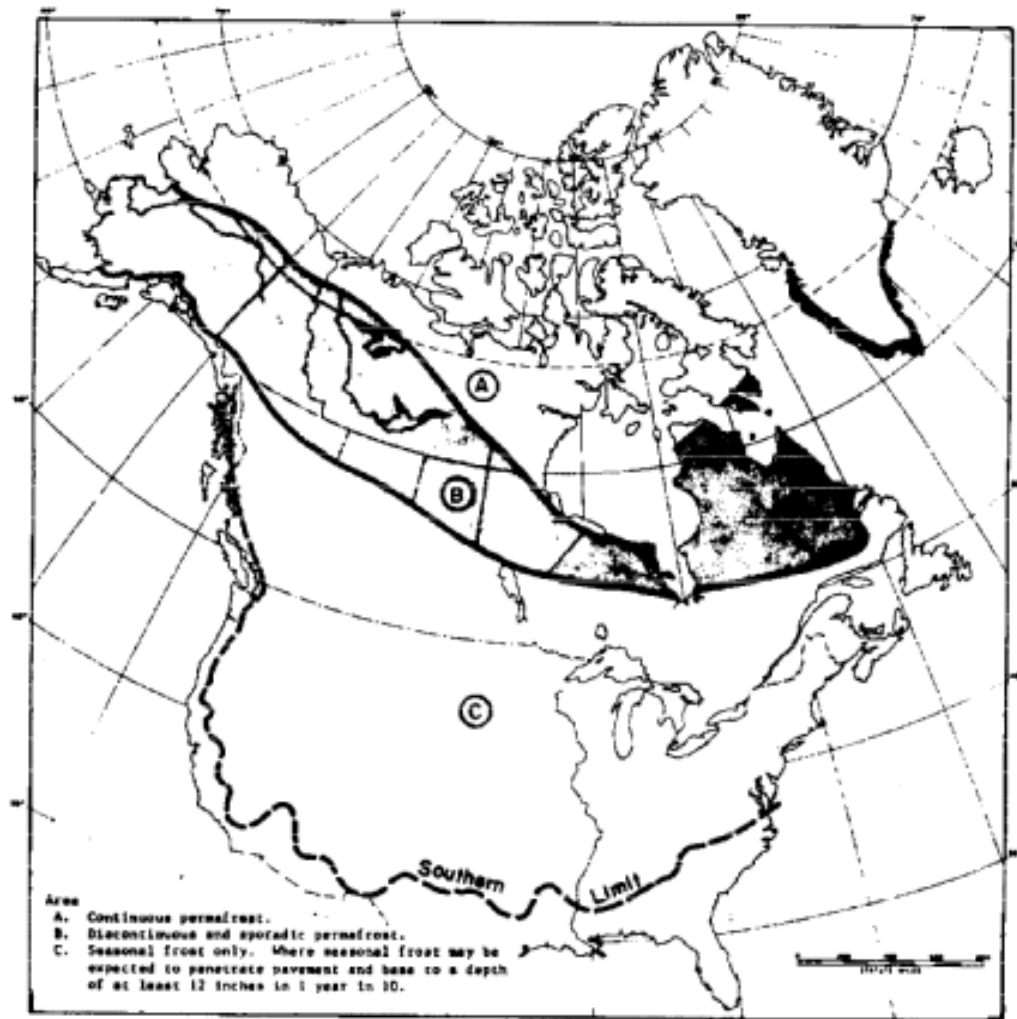 A
B
C
Southern Limit
Area
A. Continuous permafrost.
B. Discontinuous and sporadic permafrost.
C. Seasonal frost only. Where seasonal frost may be
expected to penetrate pavement and base to a depth
of at least 12 inches in 1 year in 10.